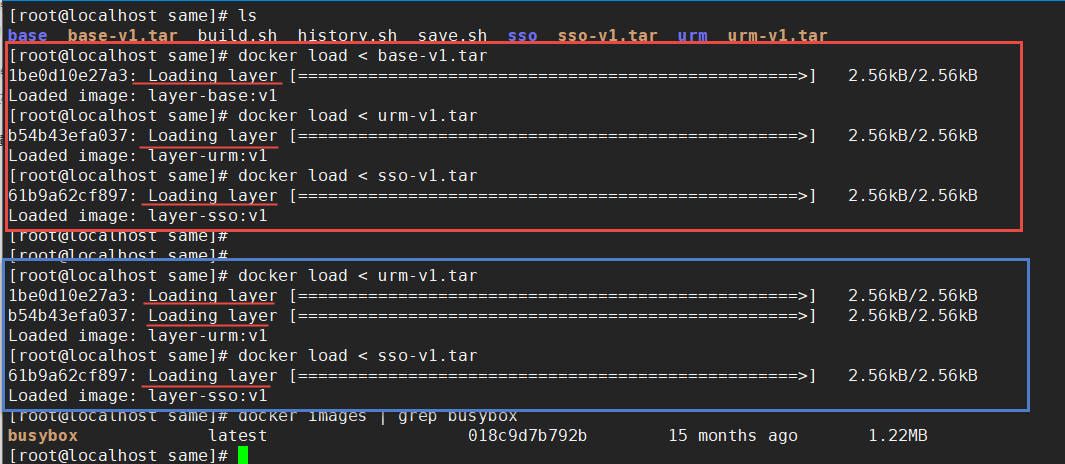 [root@localhost same]# ls
base  base-v1.tar  build.sh  history.sh  save.sh  sso  sso-v1.tar  urm  urm-v1.tar
[root@localhost same]# docker load < base-v1.tar
1be0d10e27a3: Loading layer [==================================================>]   2.56kB/2.56kB
Loaded image: layer-base:v1
[root@localhost same]# docker load < urm-v1.tar
b54b43efa037: Loading layer [==================================================>]   2.56kB/2.56kB
Loaded image: layer-urm:v1
[root@localhost same]# docker load < sso-v1.tar
61b9a62cf897: Loading layer [==================================================>]   2.56kB/2.56kB
Loaded image: layer-sso:v1
[root@localhost same]#
[root@localhost same]#
[root@localhost same]# docker load < urm-v1.tar
1be0d10e27a3: Loading layer [==================================================>]   2.56kB/2.56kB
b54b43efa037: Loading layer [==================================================>]   2.56kB/2.56kB
Loaded image: layer-urm:v1
[root@localhost same]# docker load < sso-v1.tar
61b9a62cf897: Loading layer [==================================================>]   2.56kB/2.56kB
Loaded image: layer-sso:v1
[root@localhost same]# docker images | grep busybox
busybox             latest                    018c9d7b792b        15 months ago       1.22MB
[root@localhost same]#